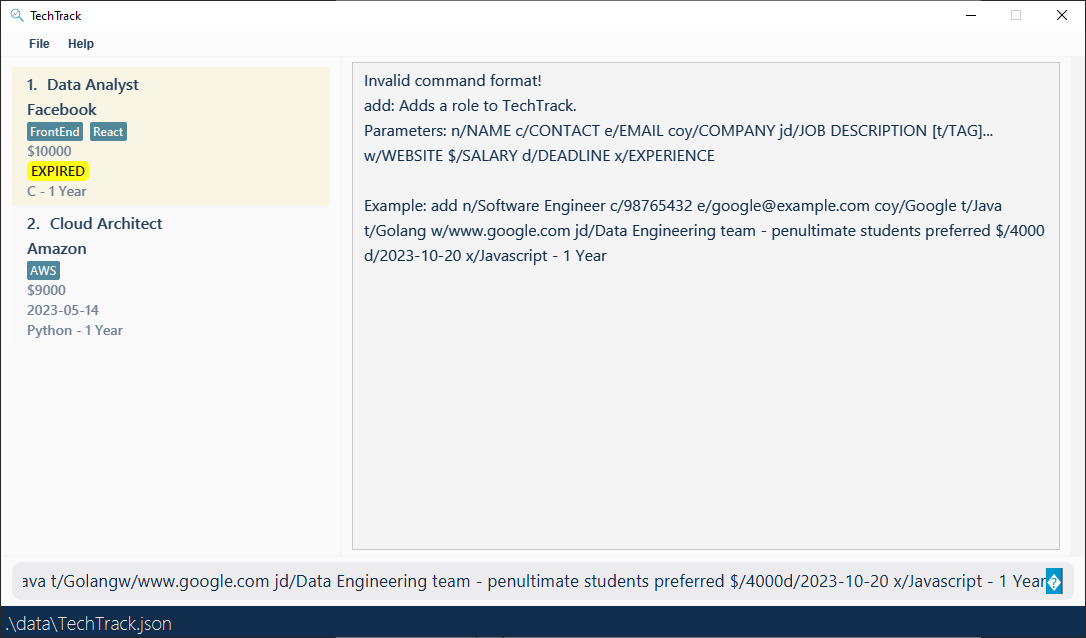 TechTrack
File Help
1. Data Analyst
Facebook
FrontEnd React
$10000
EXPIRED
C - 1 Year
2. Cloud Architect
Amazon
AWS
$9000
2023-05-14
Python - 1 Year
Invalid command format!
add: Adds a role to TechTrack.
Parameters: n/NAME c/CONTACT e/EMAIL coy/COMPANY jd/JOB DESCRIPTION [t/TAG]...
w/WEBSITE $/SALARY d/DEADLINE x/EXPERIENCE
Example: add n/Software Engineer c/98765432 e/google@example.com coy/Google t/Java
t/Golang w/www.google.com jd/Data Engineering team - penultimate students preferred $/4000
d/2023-10-20 x/Javascript - 1 Year
ava t/Golangw/www.google.com jd/Data Engineering team - penultimate students preferred $/4000d/2023-10-20 x/Javascript - 1 Year�
.\data\TechTrack.json